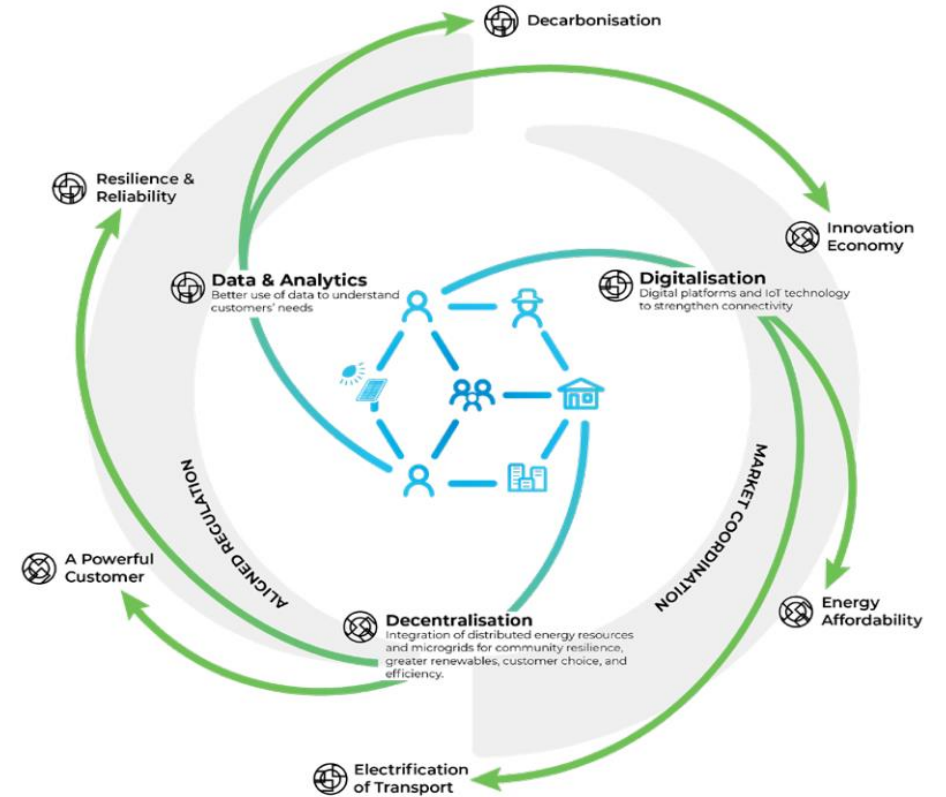 Decarbonisation
Resilience &
Reliability
Innovation
Economy
Data & Analytics
Better use of data to understand
customers' needs
Digitalisation
Digital platforms and IoT technology
to strengthen connectivity
ALIGNED REGULATION
MARKET COORDINATION
A Powerful
Customer
Energy
Affordability
Decentralisation
Integration of distributed energy resources
and microgrids for community resilience,
greater renewables, customer choice, and
efficiency.
Electrification
of Transport